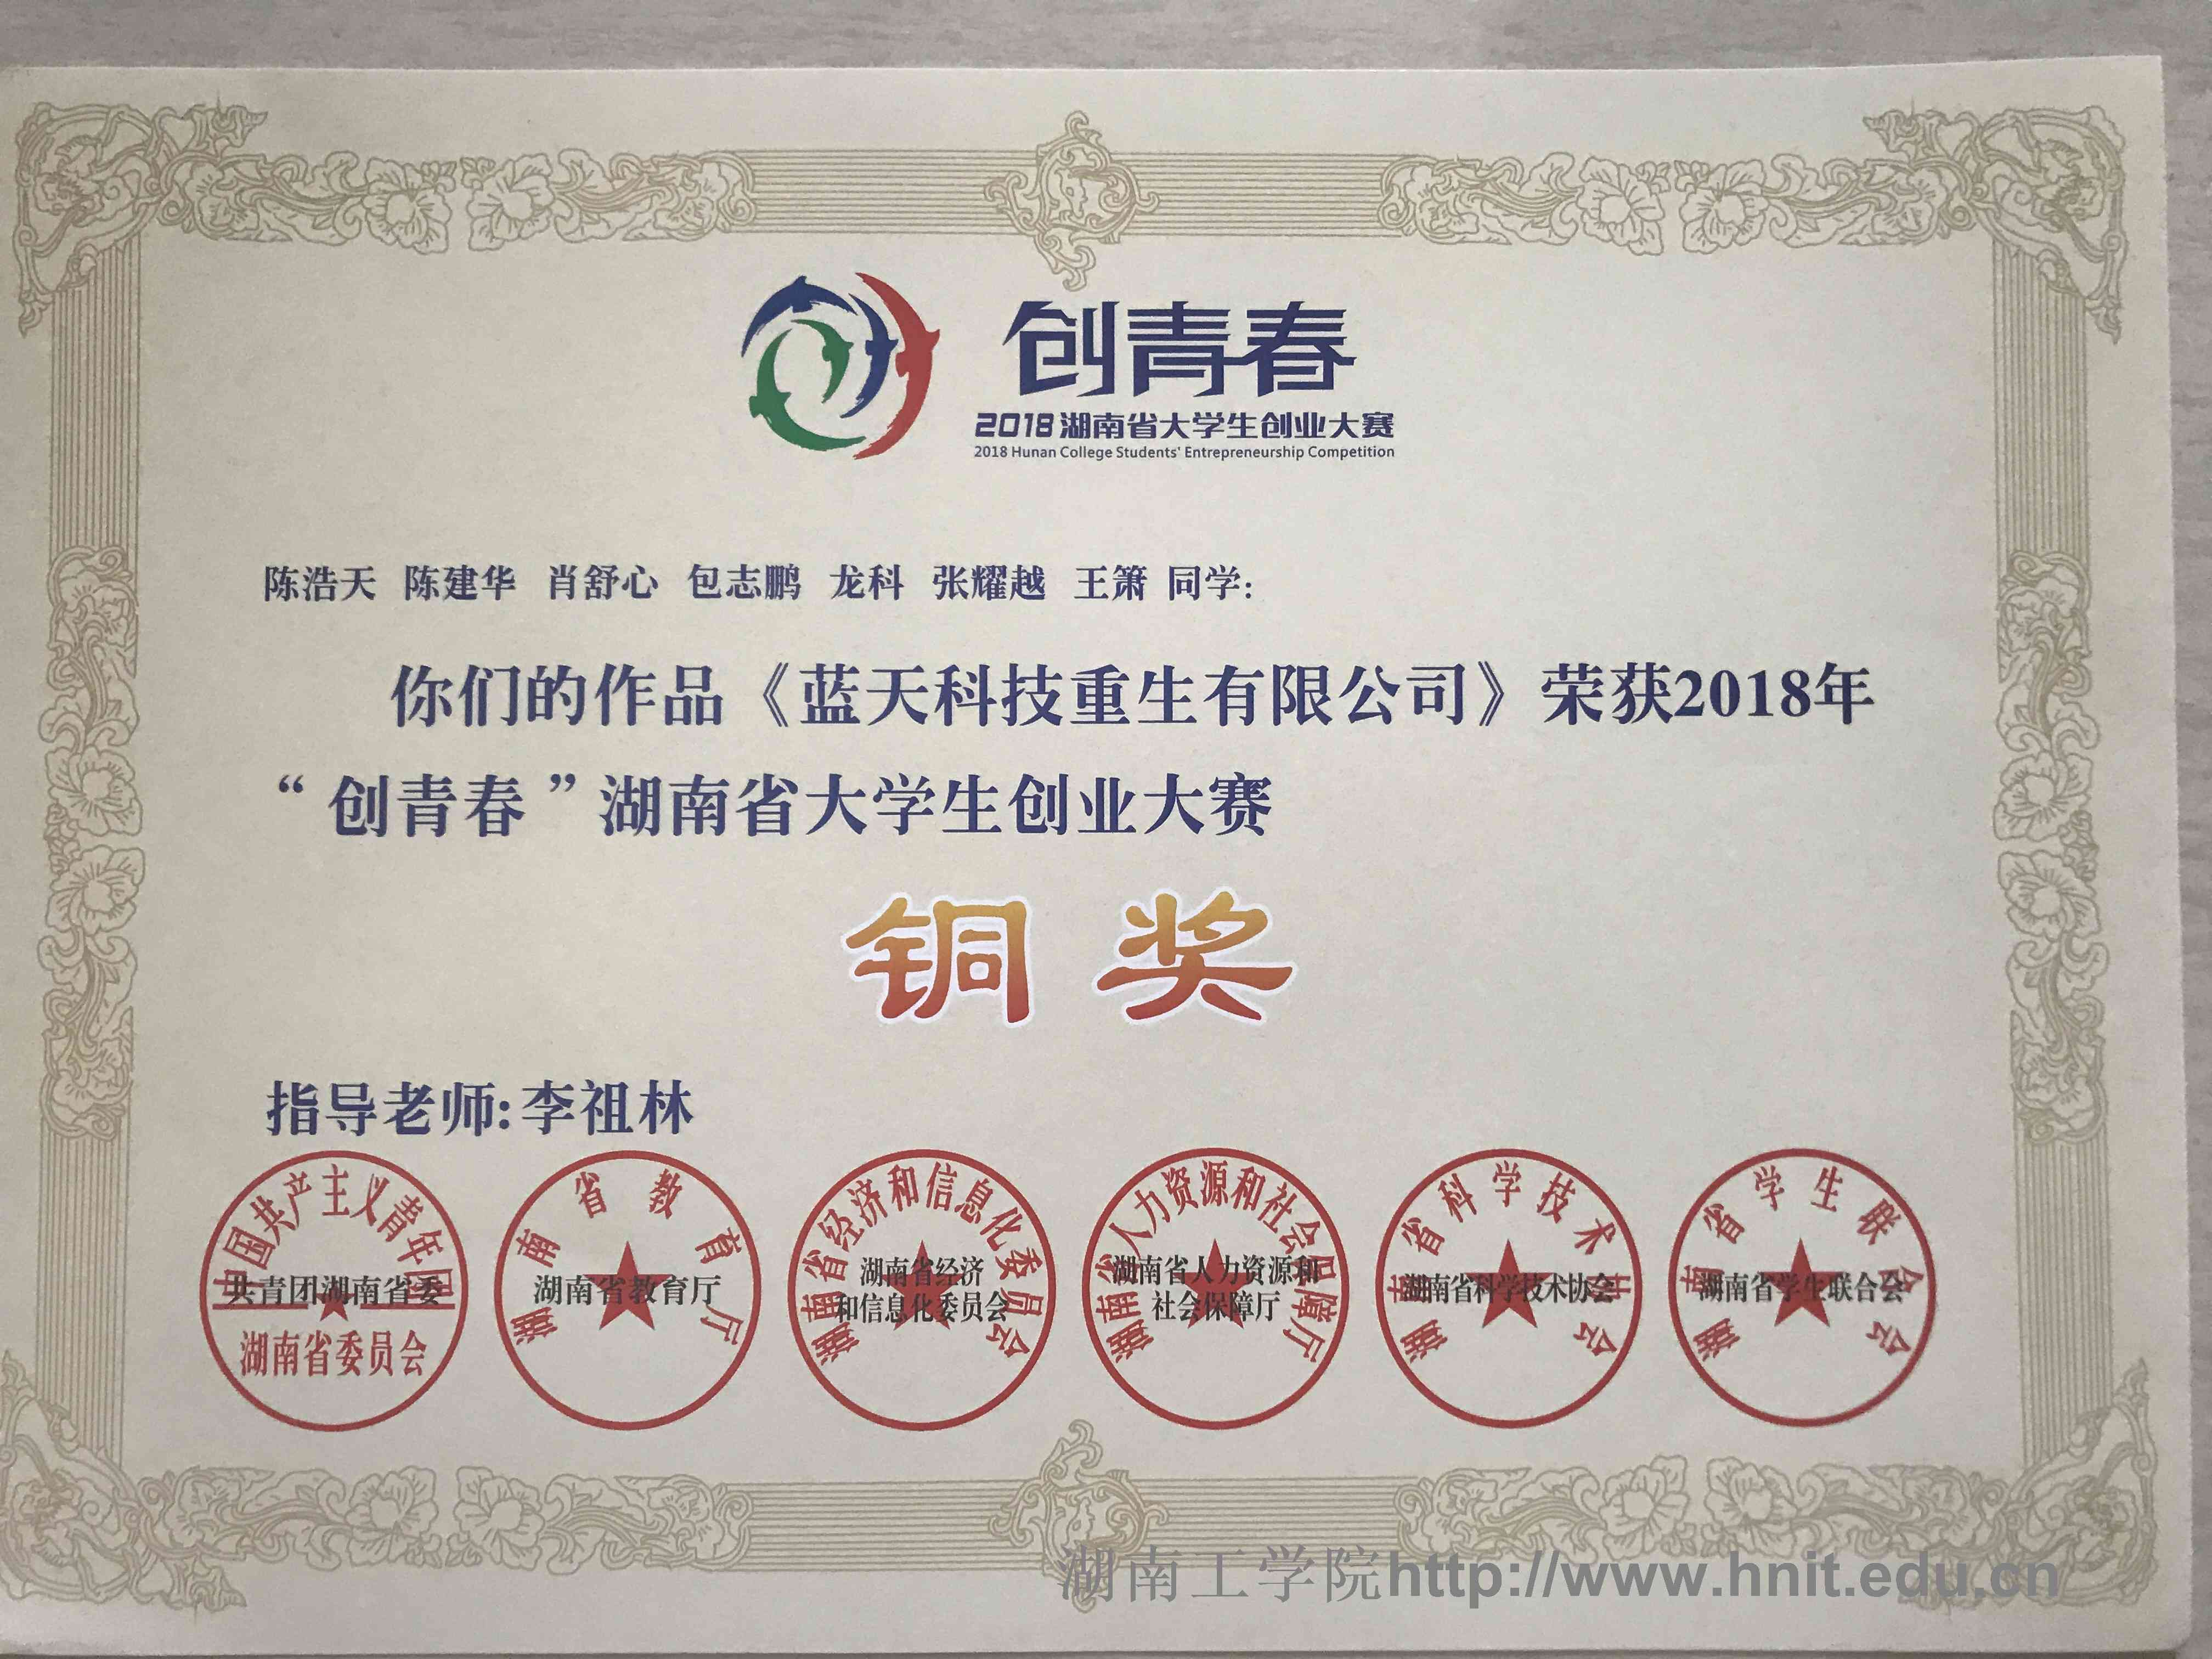 创青春
2018湖南省大学生创业大赛
2018 Hunan College Students' Entrepreneurship Competition
陈浩天 陈建华 肖舒心 包志鹏 龙科 张耀越 王箫 同学:
你们的作品《蓝天科技重生有限公司》荣获2018年
“创青春”湖南省大学生创业大赛
铜奖
指导老师:李祖林
中国共产主义青年团
共青团湖南省委
湖南省委员会
湖南省教育厅
湖南省教育厅
湖南省经济和信息化委员会
湖南省经济
和信息化委员会
湖南省人力资源和社会保障厅
湖南省人力资源和
社会保障厅
湖南省科学技术协会
湖南省科学技术协会
湖南省学生联合会
湖南省学生联合会
湖南工学院http://www.hnit.edu.cn